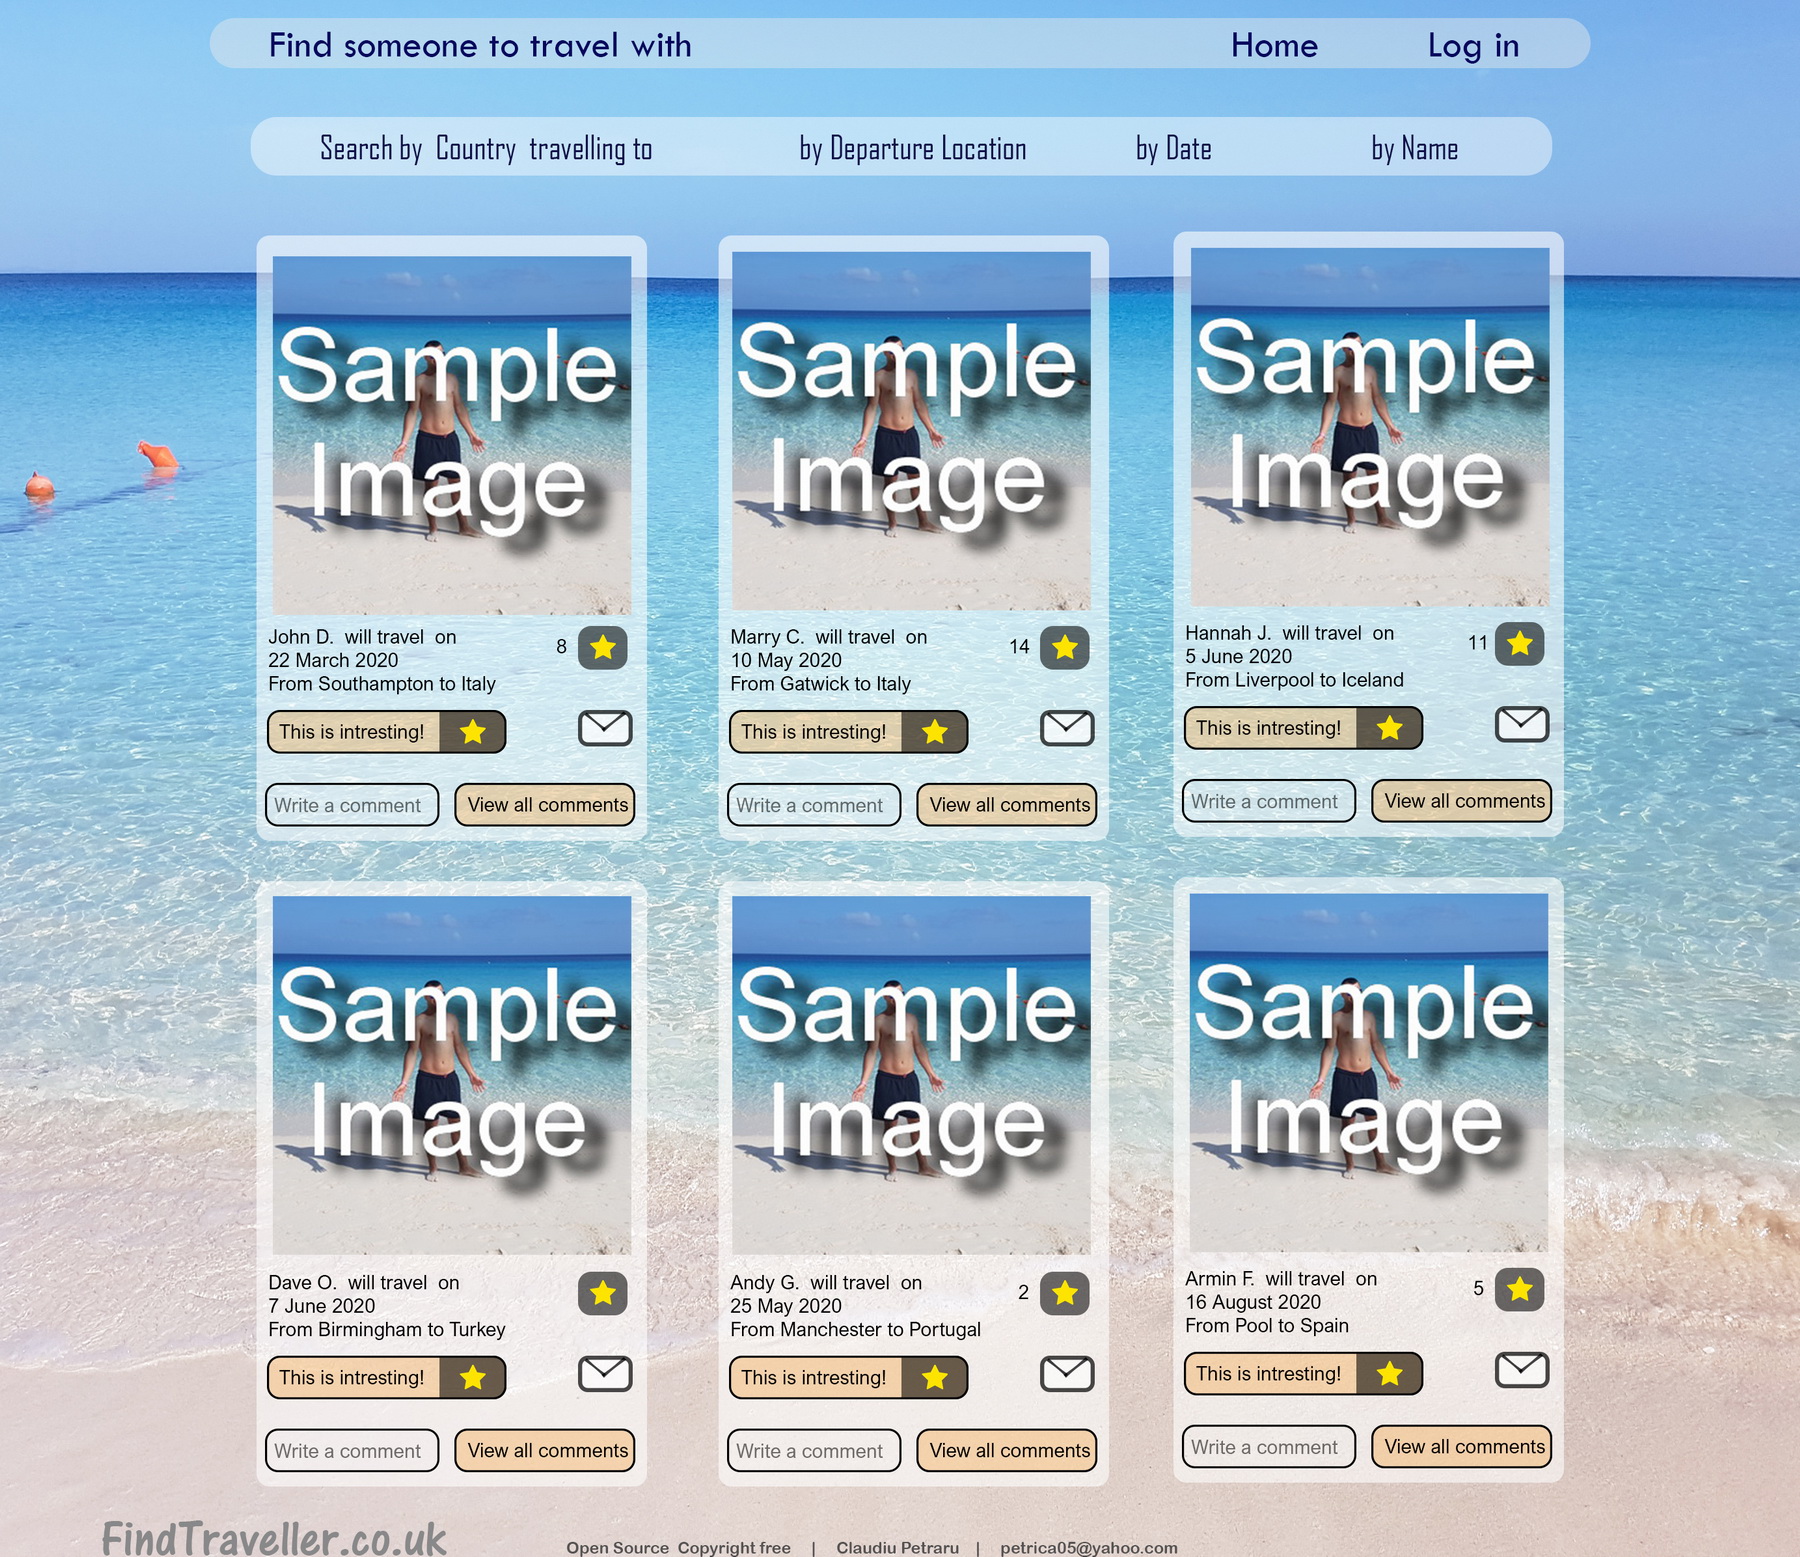 Find someone to travel with Home Log in
Search by Country travelling to by Departure Location by Date by Name
Sample
Image
John D. will travel on
22 March 2020
From Southampton to Italy
8
This is intresting!
Write a comment
View all comments
Sample
Image
Marry C. will travel on
10 May 2020
From Gatwick to Italy
14
This is intresting!
Write a comment
View all comments
Sample
Image
Hannah J. will travel on
5 June 2020
From Liverpool to Iceland
11
This is intresting!
Write a comment
View all comments
Sample
Image
Dave O. will travel on
7 June 2020
From Birmingham to Turkey
This is intresting!
Write a comment
View all comments
Sample
Image
Andy G. will travel on
25 May 2020
From Manchester to Portugal
2
This is intresting!
Write a comment
View all comments
Sample
Image
Armin F. will travel on
16 August 2020
From Pool to Spain
5
This is intresting!
Write a comment
View all comments
FindTraveller.co.uk
Open Source Copyright free | Claudiu Petraru | petrica05@yahoo.com